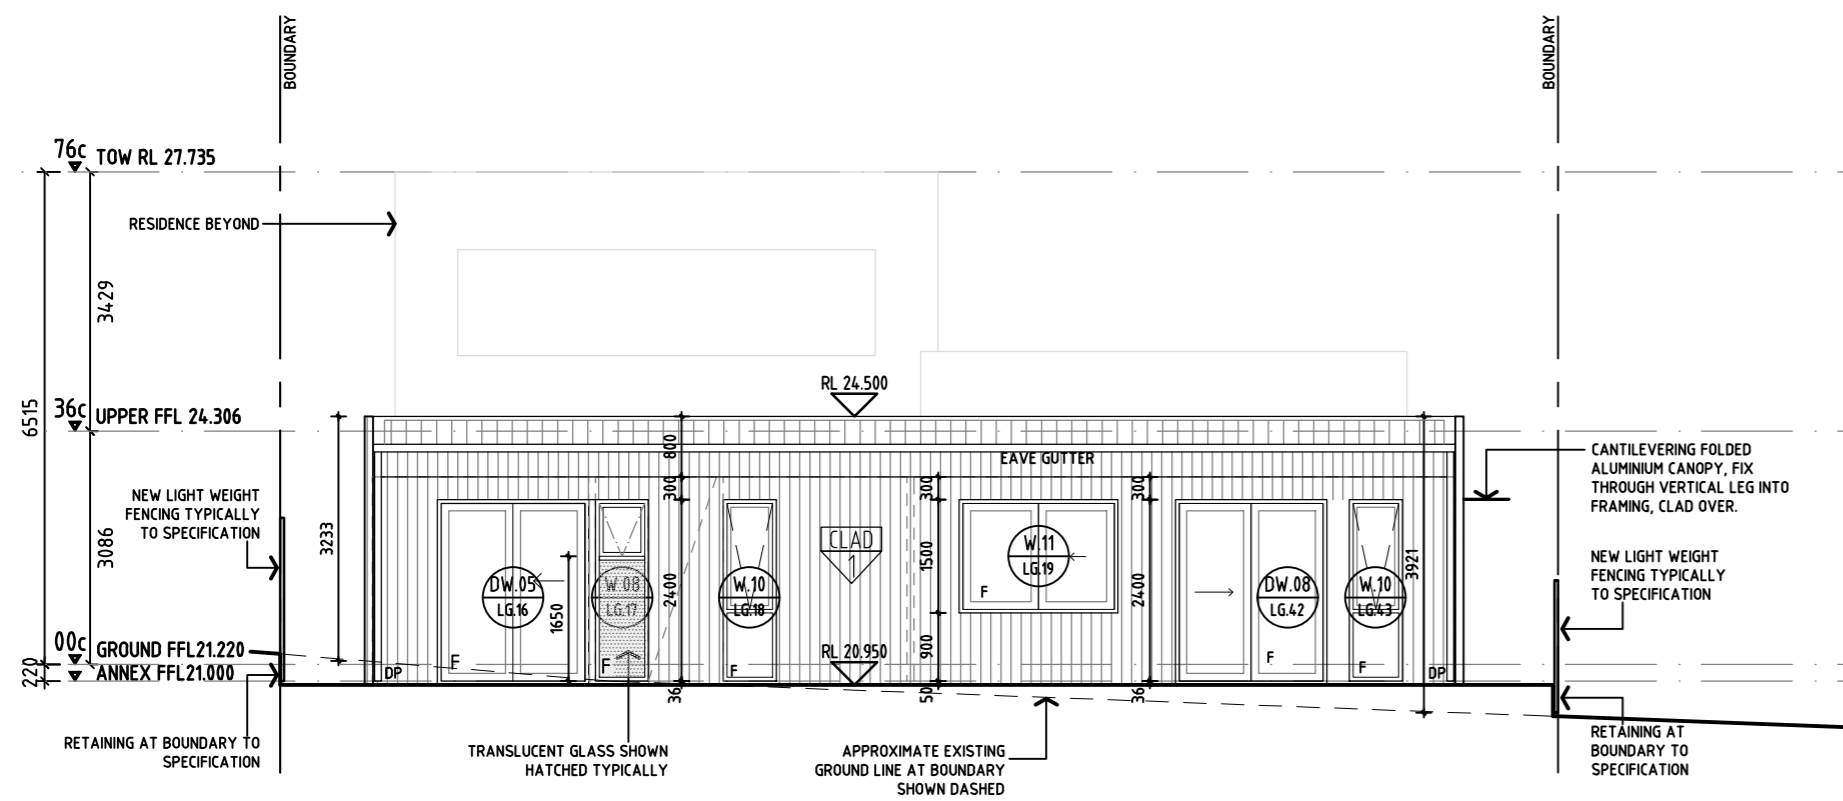 BOUNDARY
BOUNDARY
76c TOW RL 27.735
RESIDENCE BEYOND
3429
6515
RL 24.500
36c UPPER FFL 24.306
800
EAVE GUTTER
CANTILEVERING FOLDED
ALUMINIUM CANOPY, FIX
THROUGH VERTICAL LEG INTO
FRAMING, CLAD OVER.
300
300
300
NEW LIGHT WEIGHT
FENCING TYPICALLY
TO SPECIFICATION
3233
3086
CLAD
1
W.11
LG.19
1500
3921
NEW LIGHT WEIGHT
FENCING TYPICALLY
TO SPECIFICATION
DW.05
LG.16
W.08
LG.17
W.10
LG.18
DW.08
LG.42
W.10
LG.43
2400
2400
1650
F
900
00c GROUND FFL21.220
RL 20.950
220
ANNEX FFL21.000
DP
F
F
F
F
F
DP
36
50
36
RETAINING AT BOUNDARY TO
SPECIFICATION
TRANSLUCENT GLASS SHOWN
HATCHED TYPICALLY
APPROXIMATE EXISTING
GROUND LINE AT BOUNDARY
SHOWN DASHED
RETAINING AT
BOUNDARY TO
SPECIFICATION